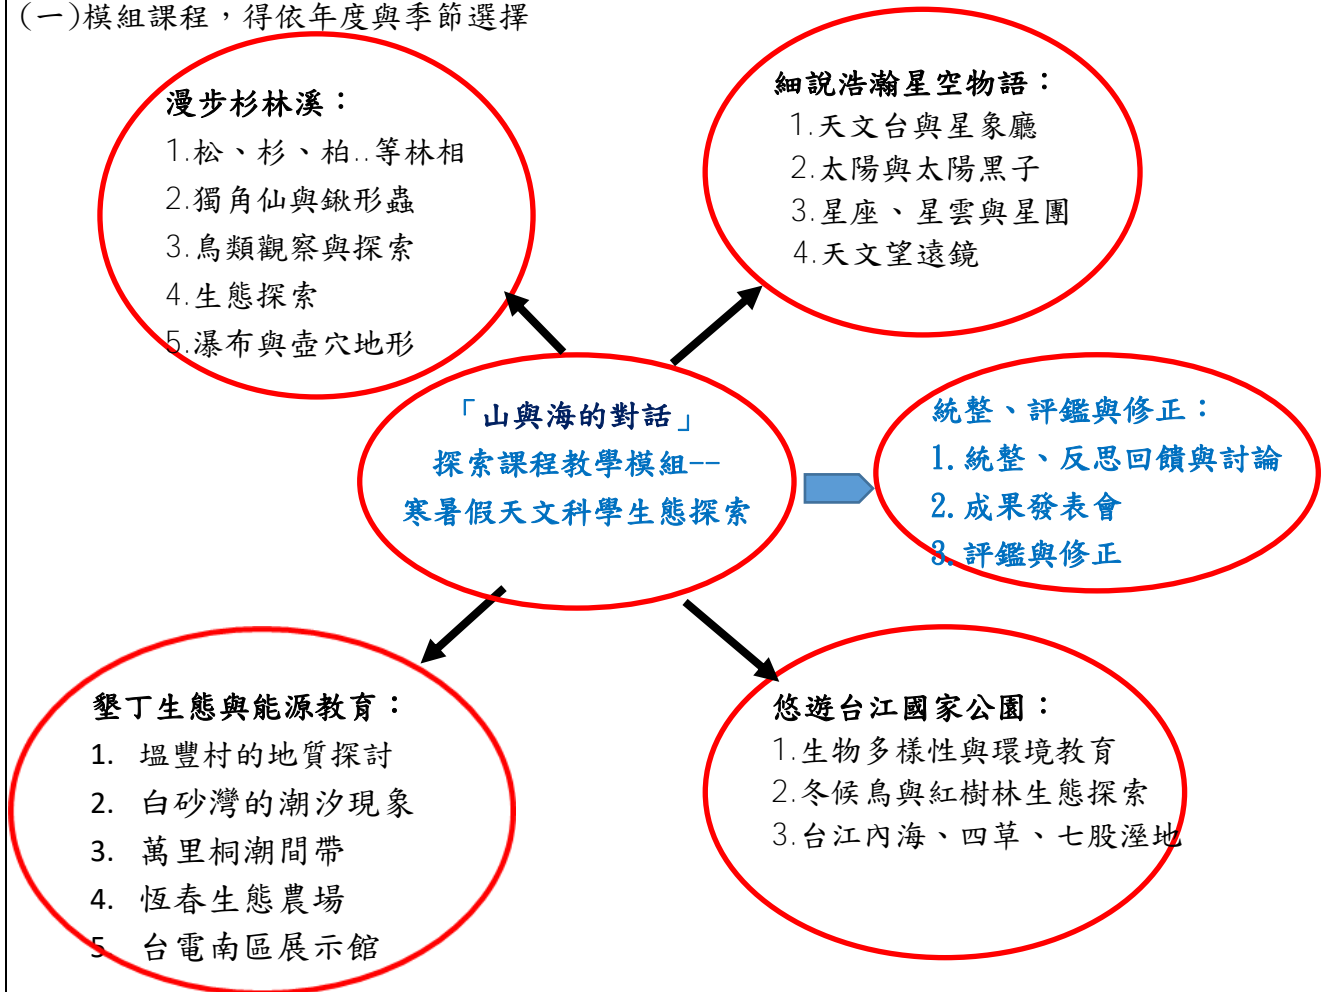 (一)模組課程，得依年度與季節選擇
漫步杉林溪：
1.松、杉、柏..等林相
2.獨角仙與鍬形蟲
3.鳥類觀察與探索
4.生態探索
5.瀑布與壺穴地形
細說浩瀚星空物語：
1.天文台與星象廳
2.太陽與太陽黑子
3.星座、星雲與星團
4.天文望遠鏡
「山與海的對話」
探索課程教學模組--
寒暑假天文科學生態探索
統整、評鑑與修正：
1.統整、反思回饋與討論
2.成果發表會
3.評鑑與修正
墾丁生態與能源教育：
1. 塭豐村的地質探討
2. 白砂灣的潮汐現象
3. 萬里桐潮間帶
4. 恆春生態農場
5. 台電南區展示館
悠遊台江國家公園：
1.生物多樣性與環境教育
2.冬候鳥與紅樹林生態探索
3.台江內海、四草、七股溼地